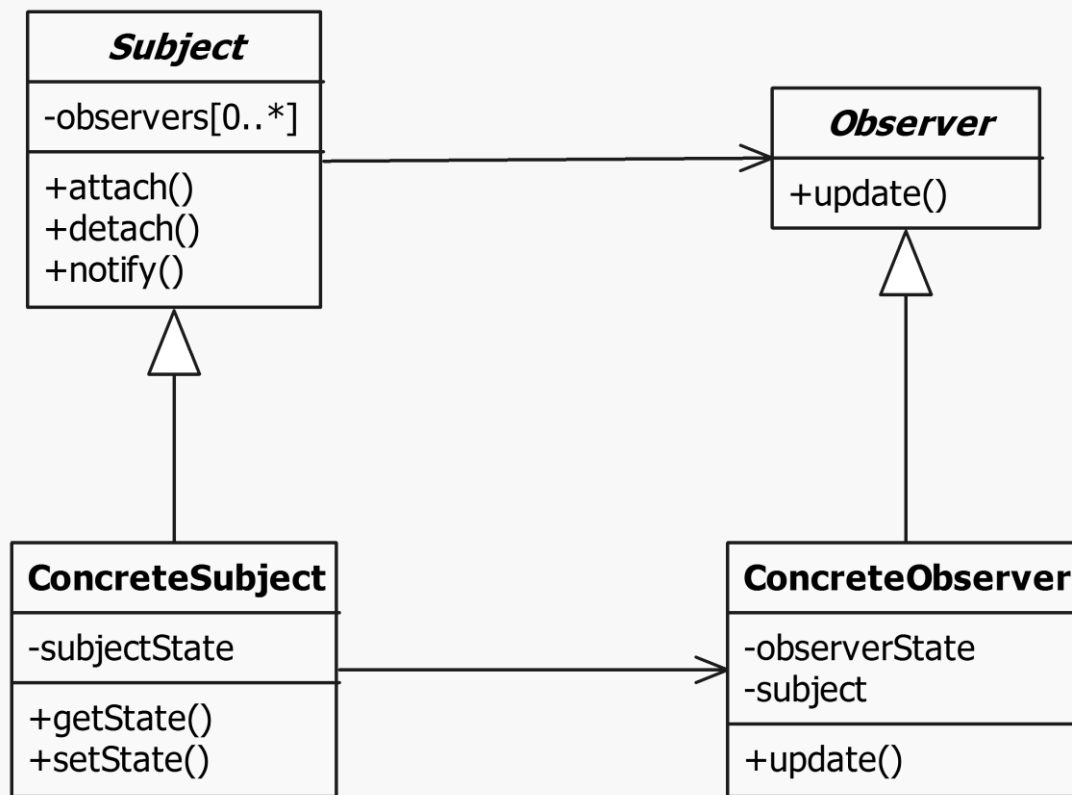 Subject
-observers[0..*]
+attach()
+detach()
+notify()
Observer
+update()
ConcreteSubject
-subjectState
+getState()
+setState()
ConcreteObserver
-observerState
-subject
+update()